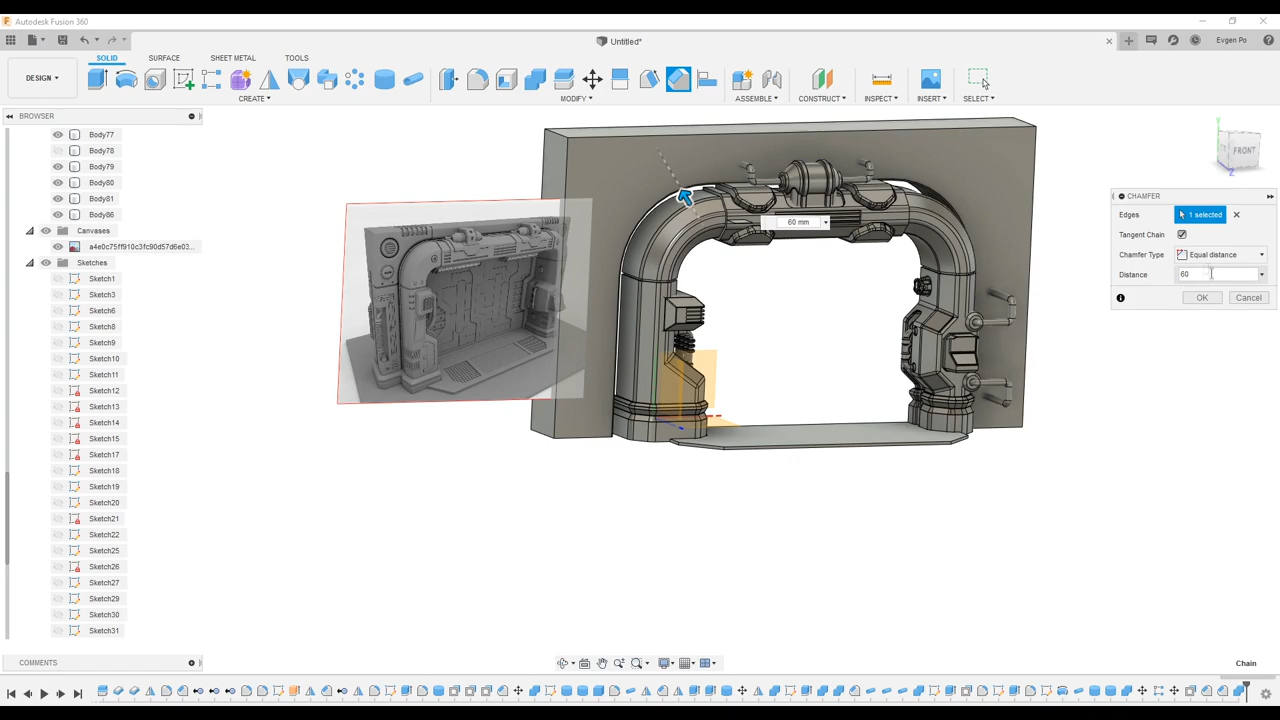 Autodesk Fusion 360
Untitled*
Evgen Po
DESIGN
SOLID
SURFACE
SHEET METAL
TOOLS
CREATE
MODIFY
ASSEMBLE
CONSTRUCT
INSPECT
INSERT
SELECT
BROWSER
Body77
Body78
Body79
Body80
Body81
Body86
Canvases
a4e0c75ff910c3fc90d57d6e03...
Sketches
Sketch1
Sketch3
Sketch6
Sketch8
Sketch9
Sketch10
Sketch11
Sketch12
Sketch13
Sketch14
Sketch15
Sketch17
Sketch18
Sketch19
Sketch20
Sketch21
Sketch22
Sketch25
Sketch26
Sketch27
Sketch29
Sketch30
Sketch31
60 mm
Y
FRONT
Z
CHAMFER
Edges
1 selected
Tangent Chain
Chamfer Type
Equal distance
Distance
60
OK
Cancel
COMMENTS
Chain